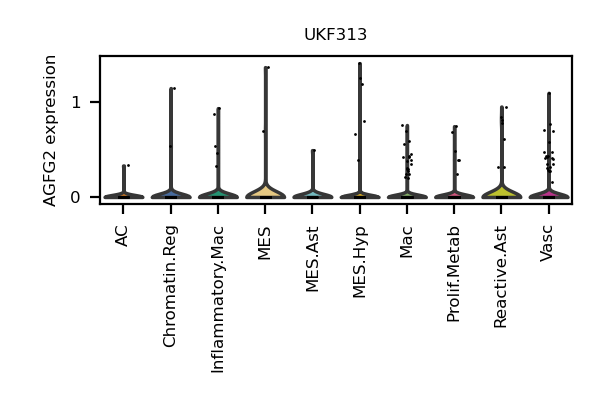 UKF313
AGFG2 expression
1
0
AC
Chromatin.Reg
Inflammatory.Mac
MES
MES.Ast
MES.Hyp
Mac
Prolif.Metab
Reactive.Ast
Vasc